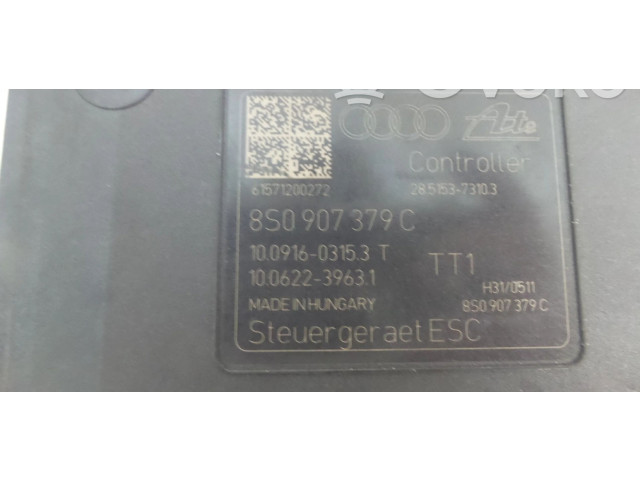 Ate
Controller
61571200272
28.5153-7310.3
8S0 907 379 C
10.0916-0315.3 T
10.0622-3963.1
TT1
H31/0511
MADE IN HUNGARY
8S0 907 379 C
Steuergeraet ESC